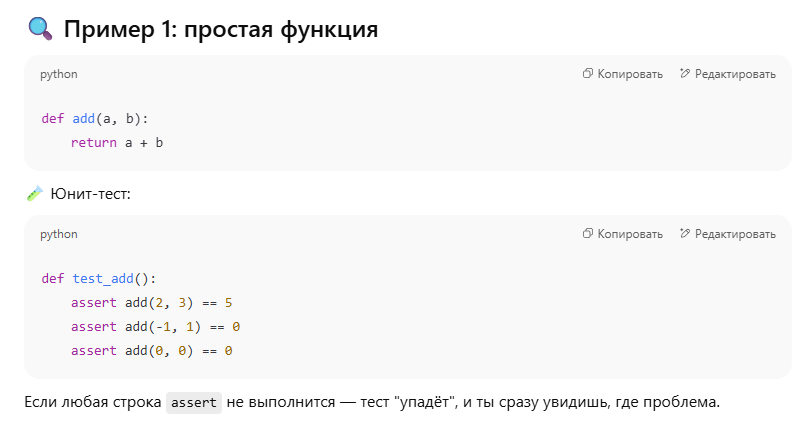 🔍 Пример 1: простая функция
python Копировать Редактировать
def add(a, b):
    return a + b
🧪 Юнит-тест:
python Копировать Редактировать
def test_add():
    assert add(2, 3) == 5
    assert add(-1, 1) == 0
    assert add(0, 0) == 0
Если любая строка assert не выполнится — тест "упадёт", и ты сразу увидишь, где проблема.